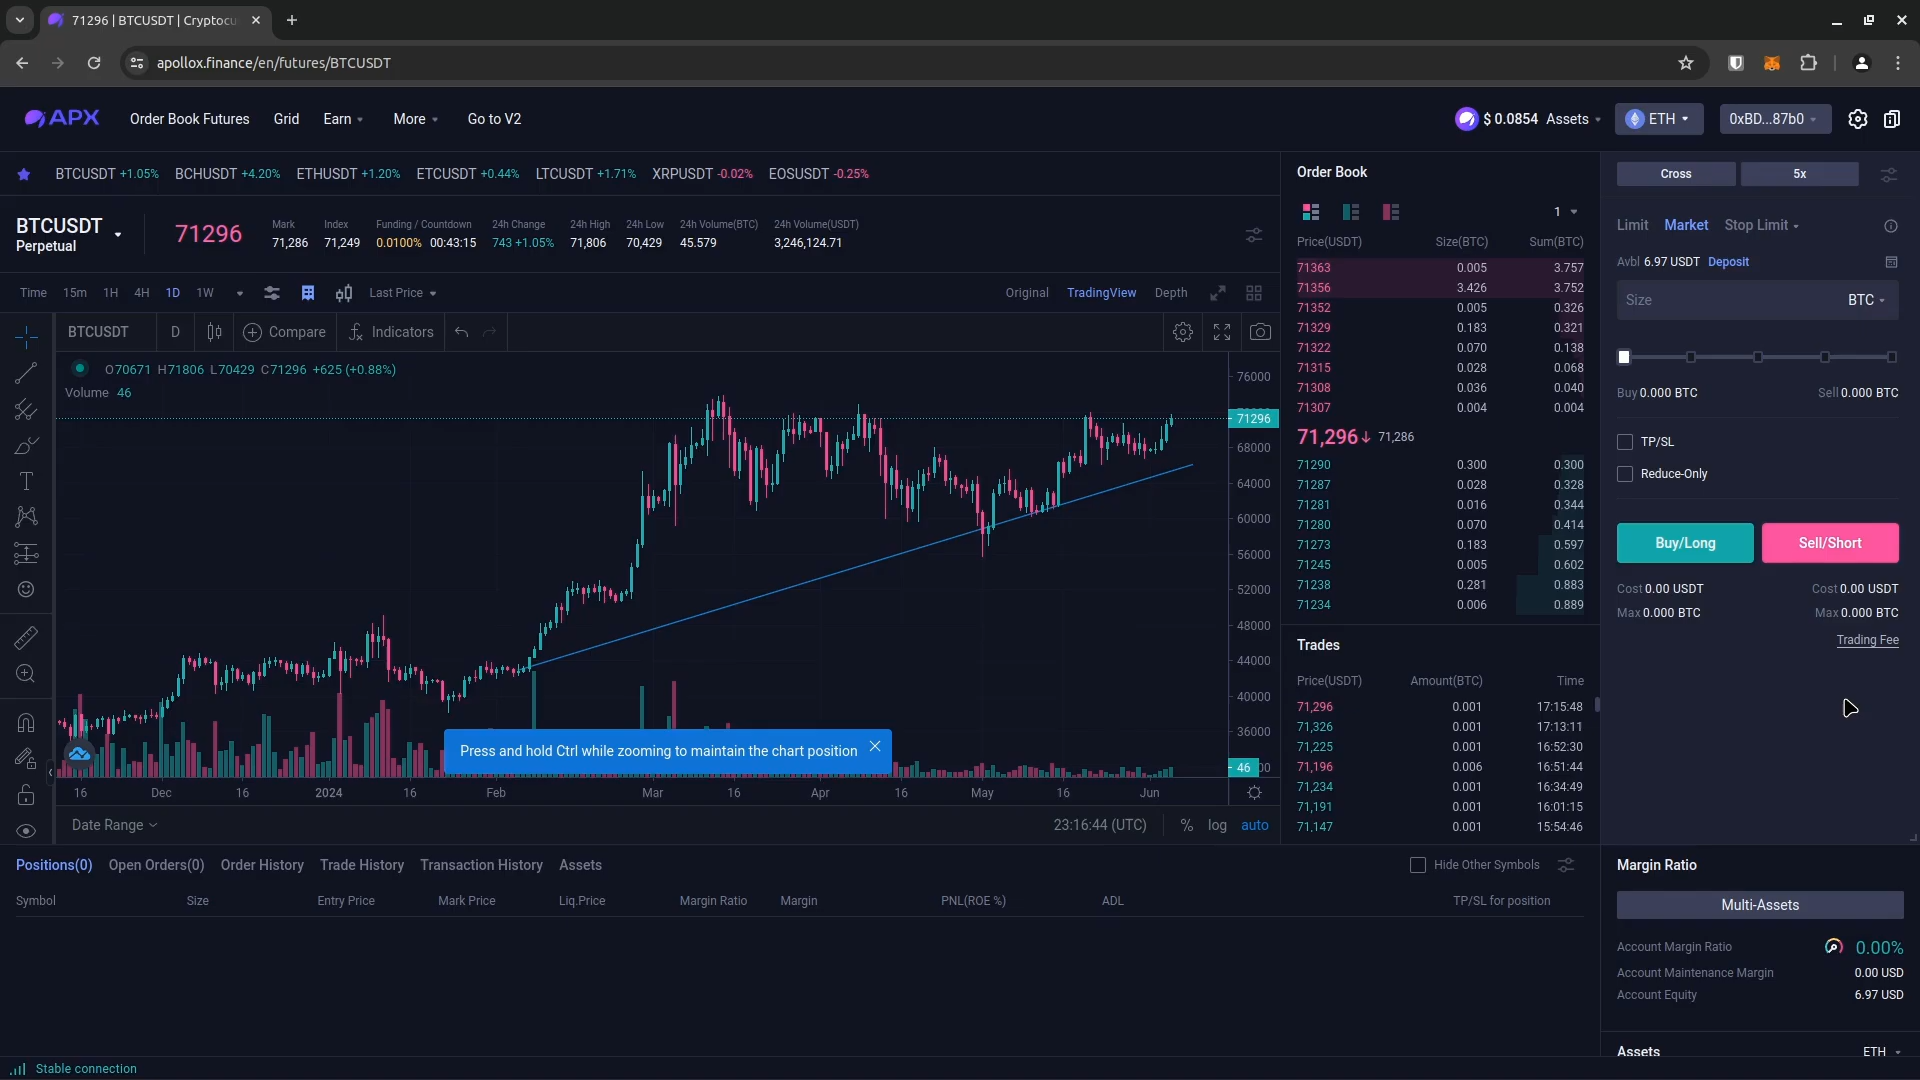 71296 | BTCUSDT | Cryptocu
apollox.finance/en/futures/BTCUSDT
APX
Order Book Futures Grid Earn More Go to V2
$ 0.0854 Assets ETH 0xBD...87b0
BTCUSDT +1.05% BCHUSDT +4.20% ETHUSDT +1.20% ETCUSDT +0.44% LTCUSDT +1.71% XRPUSDT -0.02% EOSUSDT -0.25%
BTCUSDT
Perpetual
71296
Mark Index Funding / Countdown 24h Change 24h High 24h Low 24h Volume(BTC) 24h Volume(USDT)
71,286 71,249 0.0100% 00:43:15 743 +1.05% 71,806 70,429 45.579 3,246,124.71
Time 15m 1H 4H 1D 1W Last Price Original TradingView Depth
BTCUSDT D Compare Indicators
O70671 H71806 L70429 C71296 +625 (+0.88%)
Volume 46
76000
71296
68000
64000
60000
56000
52000
48000
44000
40000
36000
46
Press and hold Ctrl while zooming to maintain the chart position
16 Dec 16 2024 16 Feb Mar 16 Apr 16 May 16 Jun
Date Range 23:16:44 (UTC) % log auto
Order Book
1
Price(USDT) Size(BTC) Sum(BTC)
71363 0.005 3.757
71356 3.426 3.752
71352 0.005 0.326
71329 0.183 0.321
71322 0.070 0.138
71315 0.028 0.068
71308 0.036 0.040
71307 0.004 0.004
71,296↓ 71,286
71290 0.300 0.300
71287 0.028 0.328
71281 0.016 0.344
71280 0.070 0.414
71273 0.183 0.597
71245 0.005 0.602
71238 0.281 0.883
71234 0.006 0.889
Trades
Price(USDT) Amount(BTC) Time
71,296 0.001 17:15:48
71,326 0.001 17:13:11
71,225 0.001 16:52:30
71,196 0.006 16:51:44
71,234 0.001 16:34:49
71,191 0.001 16:01:15
71,147 0.001 15:54:46
Cross 5x
Limit Market Stop Limit
Avbl 6.97 USDT Deposit
Size BTC
Buy 0.000 BTC Sell 0.000 BTC
TP/SL
Reduce-Only
Buy/Long Sell/Short
Cost 0.00 USDT Cost 0.00 USDT
Max 0.000 BTC Max 0.000 BTC
Trading Fee
Positions(0) Open Orders(0) Order History Trade History Transaction History Assets Hide Other Symbols
Symbol Size Entry Price Mark Price Liq.Price Margin Ratio Margin PNL(ROE %) ADL TP/SL for position
Margin Ratio
Multi-Assets
Account Margin Ratio 0.00%
Account Maintenance Margin 0.00 USD
Account Equity 6.97 USD
Assets ETH
Stable connection